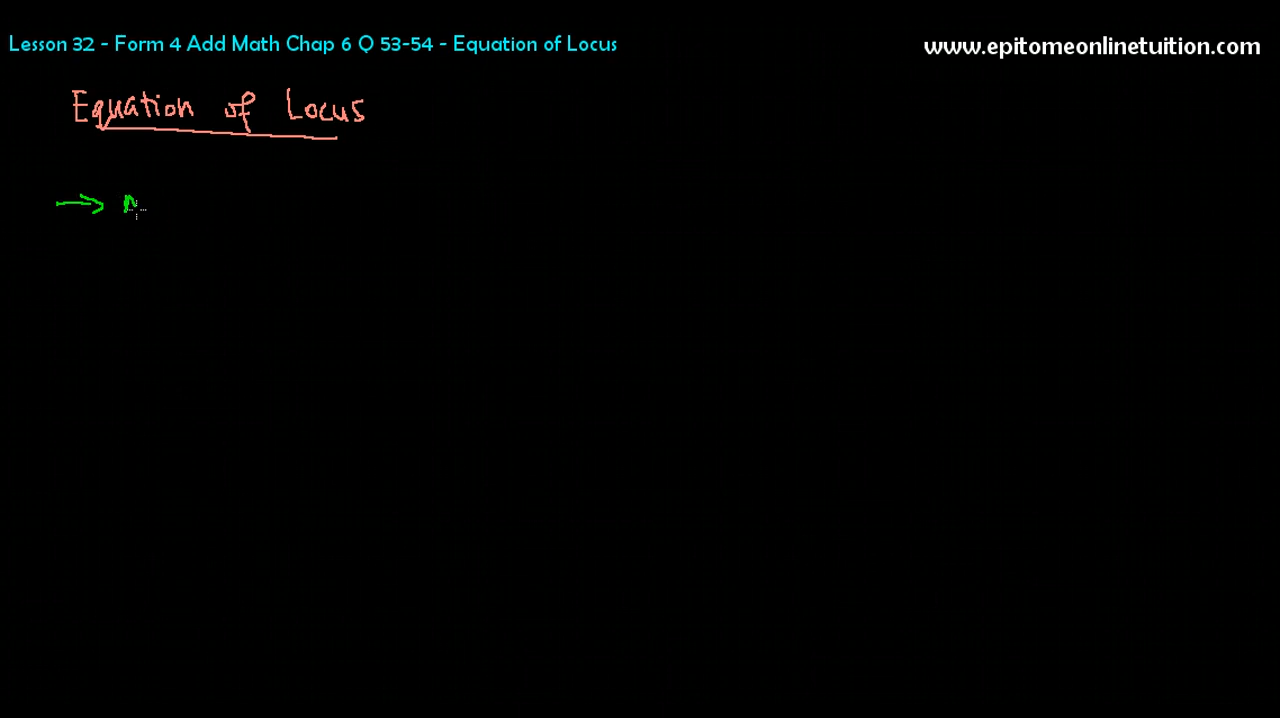 Lesson 32 - Form 4 Add Math Chap 6 Q 53-54 - Equation of Locus
www.epitomeonlinetuition.com
Equation of Locus
→